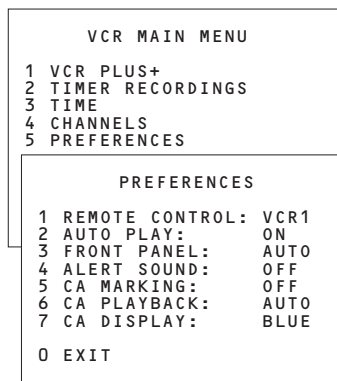 VCR MAIN MENU
1 VCR PLUS+
2 TIMER RECORDINGS
3 TIME
4 CHANNELS
5 PREFERENCES
PREFERENCES
1 REMOTE CONTROL: VCR1
2 AUTO PLAY: ON
3 FRONT PANEL: AUTO
4 ALERT SOUND: OFF
5 CA MARKING: OFF
6 CA PLAYBACK: AUTO
7 CA DISPLAY: BLUE
0 EXIT